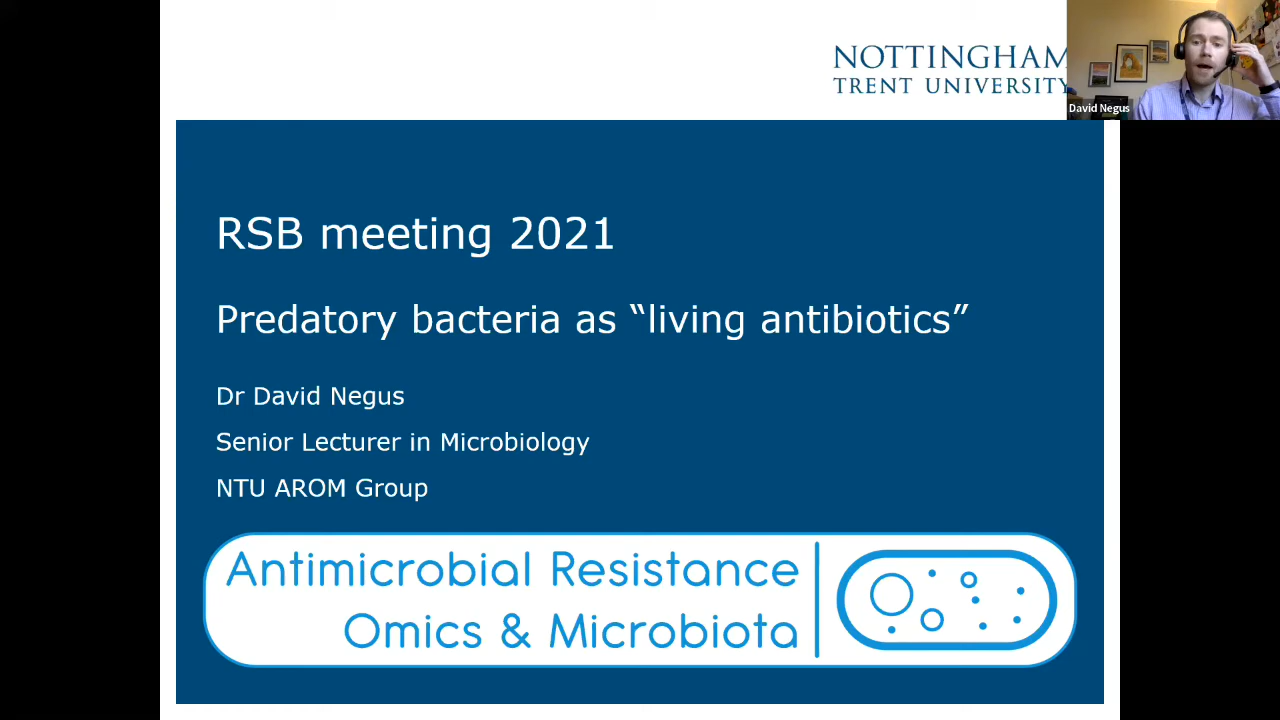 NOTTINGHAM
TRENT UNIVERSITY
David Negus
RSB meeting 2021
Predatory bacteria as “living antibiotics”
Dr David Negus
Senior Lecturer in Microbiology
NTU AROM Group
Antimicrobial Resistance
Omics & Microbiota